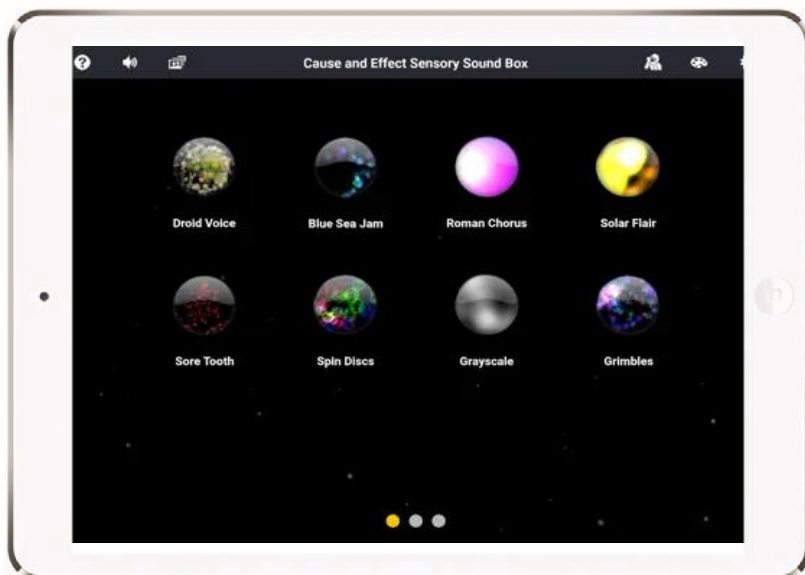 Cause and Effect Sensory Sound Box
Droid Voice Blue Sea Jam Roman Chorus Solar Flair
Sore Tooth Spin Discs Grayscale Grimbles